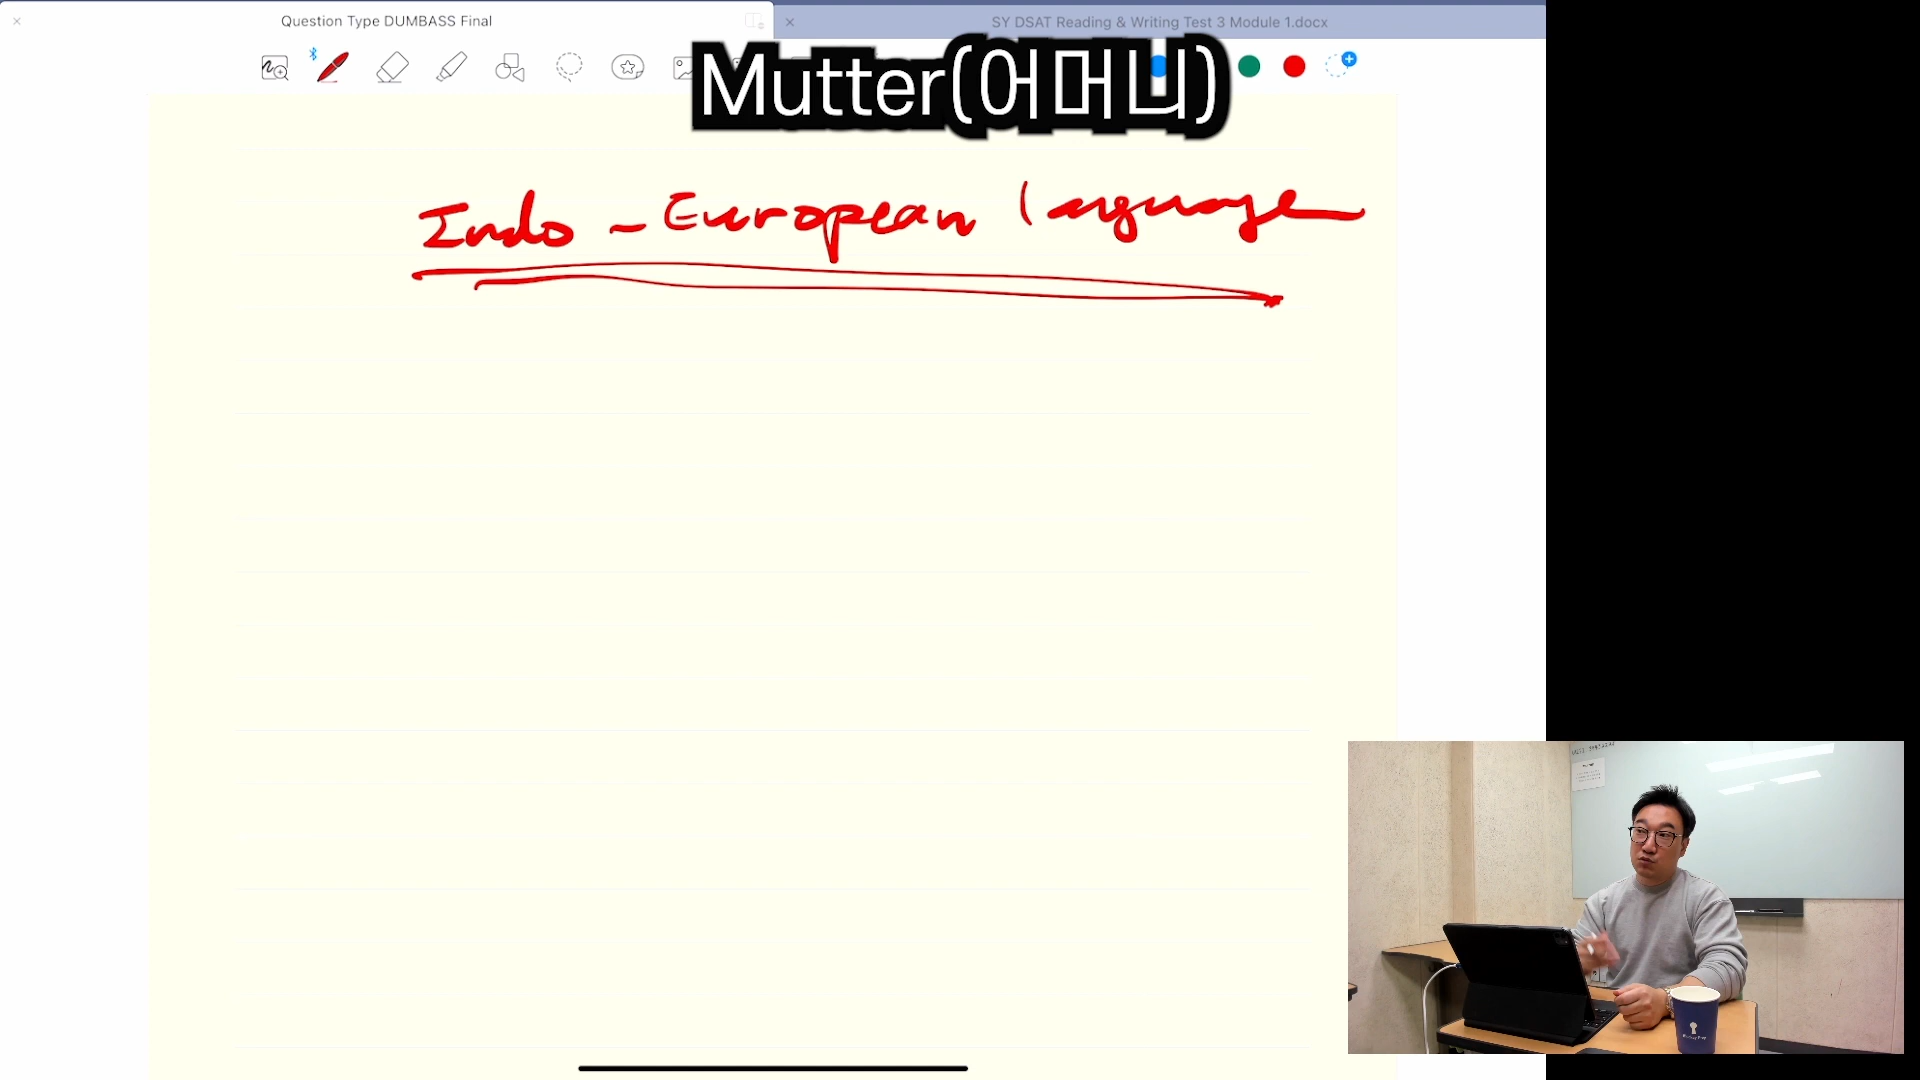 Question Type DUMBASS Final
SY DSAT Reading & Writing Test 3 Module 1.docx
Mutter(어머니)
Indo-European language